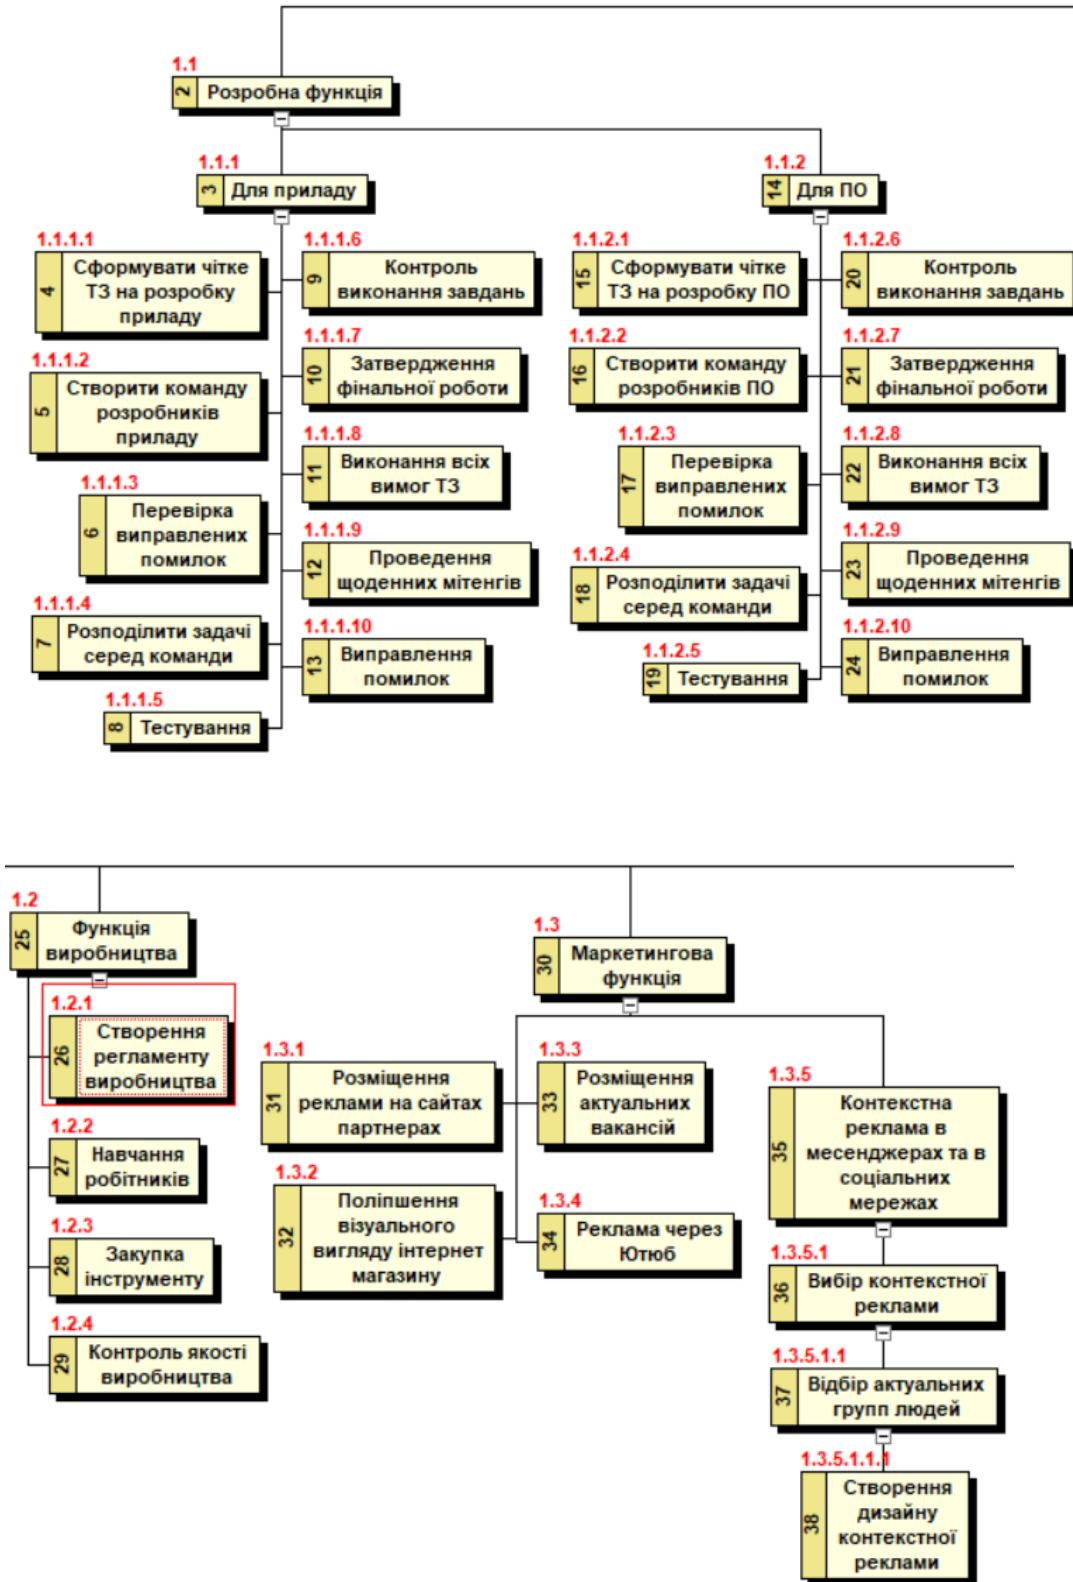 1.1
2
Розробна функція
1.1.1
3
Для приладу
1.1.2
14
Для ПО
1.1.1.1
4
Сформувати чітке
ТЗ на розробку
приладу
1.1.1.2
5
Створити команду
розробників
приладу
1.1.1.3
6
Перевірка
виправлених
помилок
1.1.1.4
7
Розподілити задачі
серед команди
1.1.1.5
8
Тестування
1.1.1.6
9
Контроль
виконання завдань
1.1.1.7
10
Затвердження
фінальної роботи
1.1.1.8
11
Виконання всіх
вимог ТЗ
1.1.1.9
12
Проведення
щоденних мітенгів
1.1.1.10
13
Виправлення
помилок
1.1.2.1
15
Сформувати чітке
ТЗ на розробку ПО
1.1.2.2
16
Створити команду
розробників ПО
1.1.2.3
17
Перевірка
виправлених
помилок
1.1.2.4
18
Розподілити задачі
серед команди
1.1.2.5
19
Тестування
1.1.2.6
20
Контроль
виконання завдань
1.1.2.7
21
Затвердження
фінальної роботи
1.1.2.8
22
Виконання всіх
вимог ТЗ
1.1.2.9
23
Проведення
щоденних мітенгів
1.1.2.10
24
Виправлення
помилок
1.2
25
Функція
виробництва
1.2.1
26
Створення
регламенту
виробництва
1.2.2
27
Навчання
робітників
1.2.3
28
Закупка
інструменту
1.2.4
29
Контроль якості
виробництва
1.3
30
Маркетингова
функція
1.3.1
31
Розміщення
реклами на сайтах
партнерах
1.3.2
32
Поліпшення
візуального
вигляду інтернет
магазину
1.3.3
33
Розміщення
актуальних
вакансій
1.3.4
34
Реклама через
Ютюб
1.3.5
35
Контекстна
реклама в
месенджерах та в
соціальних
мережах
1.3.5.1
36
Вибір контекстної
реклами
1.3.5.1.1
37
Відбір актуальних
групп людей
1.3.5.1.1.1
38
Створення
дизайну
контекстної
реклами